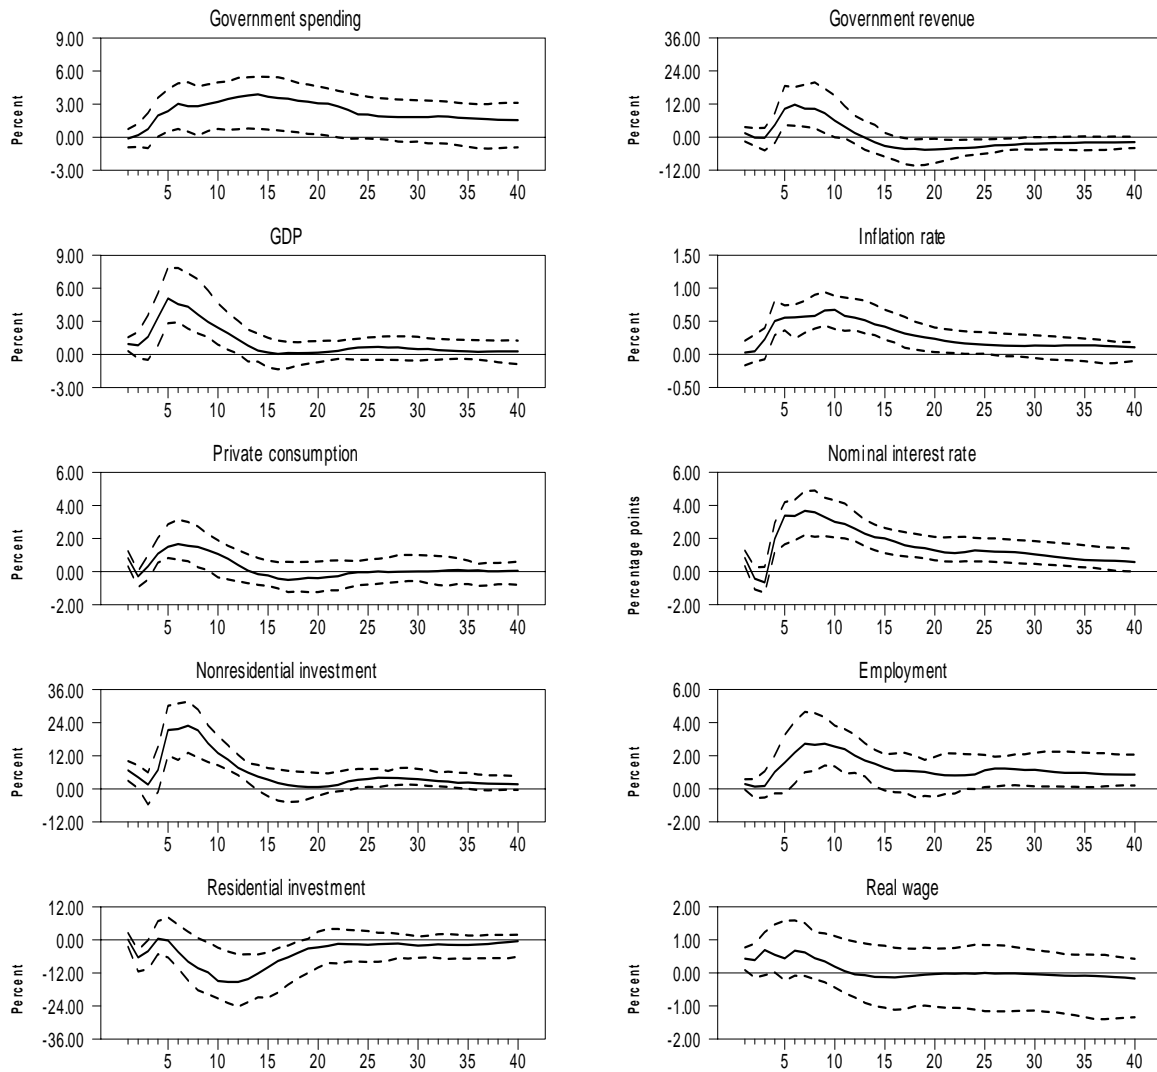 Government spending
Percent
9.00
6.00
3.00
0.00
-3.00
5 10 15 20 25 30 35 40
Government revenue
Percent
36.00
24.00
12.00
0.00
-12.00
5 10 15 20 25 30 35 40
GDP
Percent
9.00
6.00
3.00
0.00
-3.00
5 10 15 20 25 30 35 40
Inflation rate
Percent
1.50
1.00
0.50
0.00
-0.50
5 10 15 20 25 30 35 40
Private consumption
Percent
6.00
4.00
2.00
0.00
-2.00
5 10 15 20 25 30 35 40
Nominal interest rate
Percentage points
6.00
4.00
2.00
0.00
-2.00
5 10 15 20 25 30 35 40
Nonresidential investment
Percent
36.00
24.00
12.00
0.00
-12.00
5 10 15 20 25 30 35 40
Employment
Percent
6.00
4.00
2.00
0.00
-2.00
5 10 15 20 25 30 35 40
Residential investment
Percent
12.00
0.00
-12.00
-24.00
-36.00
5 10 15 20 25 30 35 40
Real wage
Percent
2.00
1.00
0.00
-1.00
-2.00
5 10 15 20 25 30 35 40